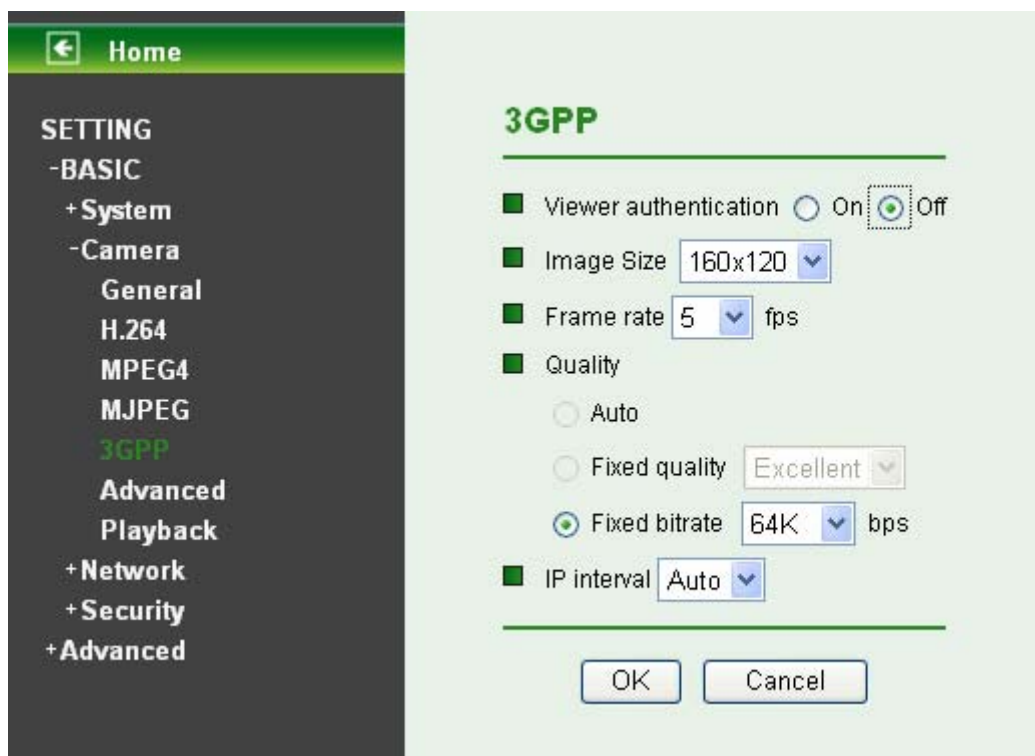 Home
SETTING
-BASIC
+System
-Camera
General
H.264
MPEG4
MJPEG
3GPP
Advanced
Playback
+Network
+Security
+Advanced
3GPP
Viewer authentication On Off
Image Size 160x120
Frame rate 5 fps
Quality
Auto
Fixed quality Excellent
Fixed bitrate 64K bps
IP interval Auto
OK Cancel